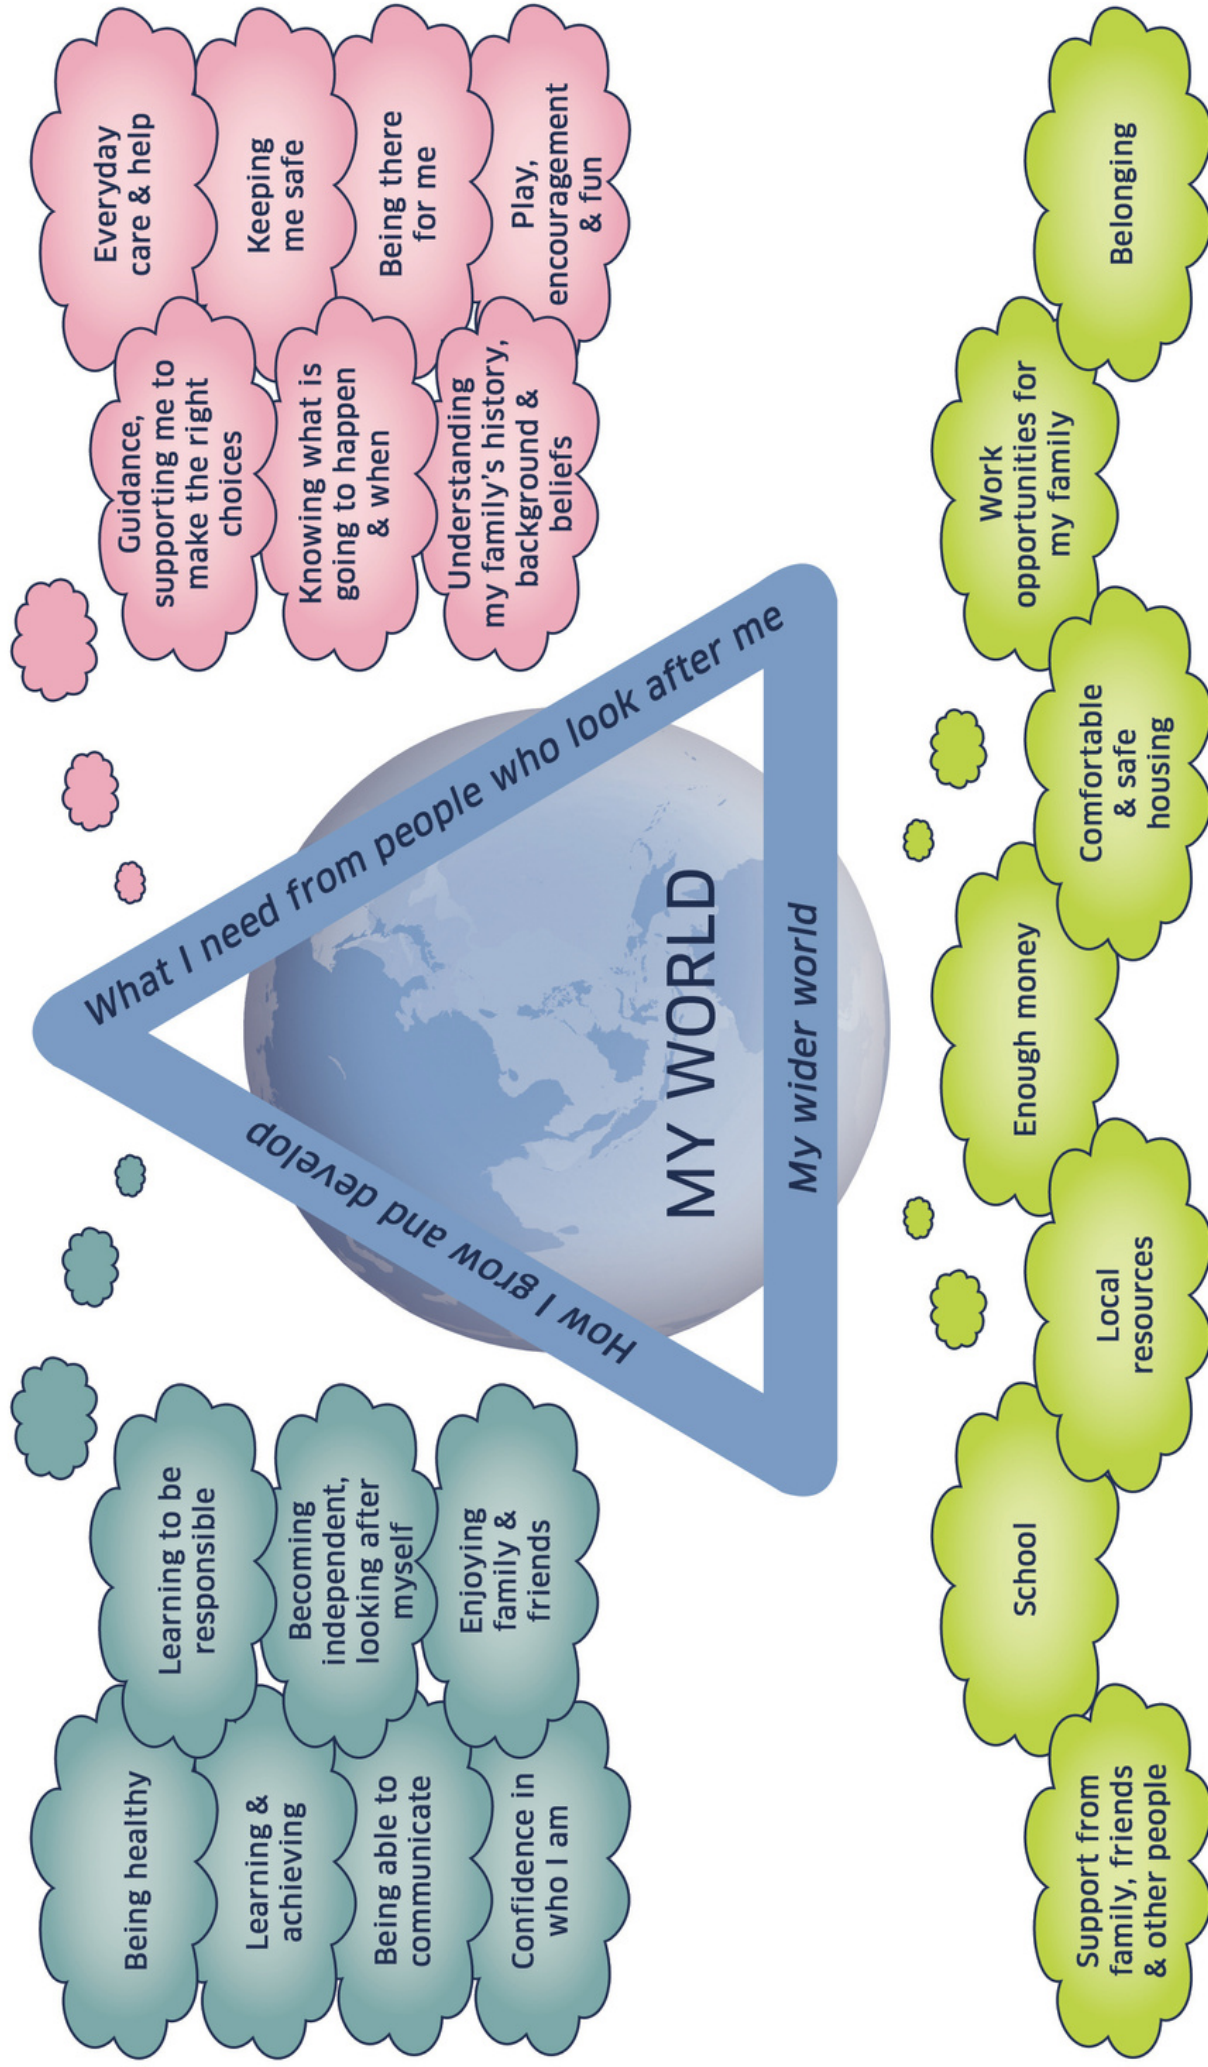 Being healthy
Learning &
achieving
Being able to
communicate
Confidence in
who I am
Learning to be
responsible
Becoming
independent,
looking after
myself
Enjoying
family &
friends
How I grow and develop
What I need from people who look after me
MY WORLD
My wider world
Guidance,
supporting me to
make the right
choices
Knowing what is
going to happen
& when
Understanding
my family's history,
background &
beliefs
Everyday
care & help
Keeping
me safe
Being there
for me
Play,
encouragement
& fun
Support from
family, friends
& other people
School
Local
resources
Enough money
Comfortable
& safe
housing
Work
opportunities for
my family
Belonging